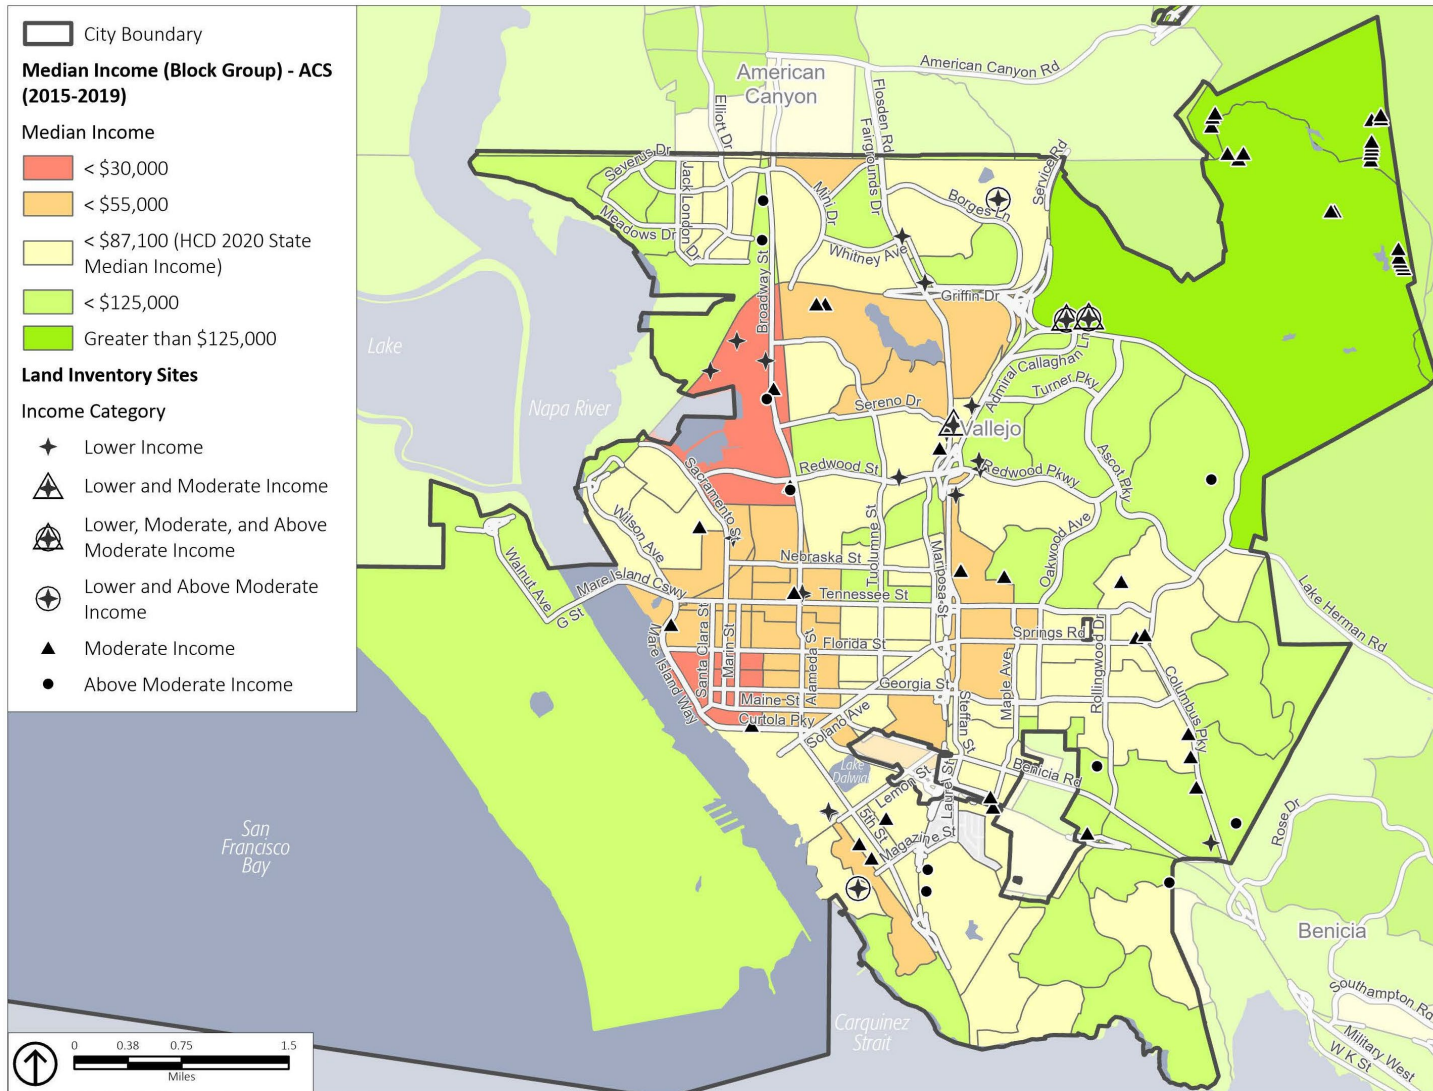 City Boundary
Median Income (Block Group) - ACS
(2015-2019)
Median Income
< $30,000
< $55,000
< $87,100 (HCD 2020 State
Median Income)
< $125,000
Greater than $125,000
Land Inventory Sites
Income Category
Lower Income
Lower and Moderate Income
Lower, Moderate, and Above
Moderate Income
Lower and Above Moderate
Income
Moderate Income
Above Moderate Income
0 0.38 0.75 1.5
Miles
American
Canyon
American Canyon Rd
Elliott Dr
Flosden Rd
Fairgrounds Dr
Service Rd
Severus Dr
Jack London Dr
Meadows Dr
Mini Dr
Borges Ln
Whitney Ave
Broadway St
Griffin Dr
Lake
Napa River
Admiral Callaghan Ln
Turner Pky
Sereno Dr
Vallejo
Ascot Pky
Redwood St
Redwood Pkwy
Sacramento St
Wilson Ave
Tuolumne St
Mariposa St
Oakwood Ave
Nebraska St
Walnut Ave
G St
Mare Island Cswy
Tennessee St
Lake Herman Rd
Santa Clara St
Marin St
Florida St
Springs Rd
Rollingwood Dr
Mare Island Way
Alameda St
Georgia St
Maple Ave
Columbus Pky
Maine St
Curtola Pky
Solano Ave
Steffan St
Lake
Dalwigk
Lemon St
Laurel St
Benicia Rd
5th St
Magazine St
Rose Dr
San
Francisco
Bay
Benicia
Carquinez
Strait
Southampton Rd
Military West
W K St